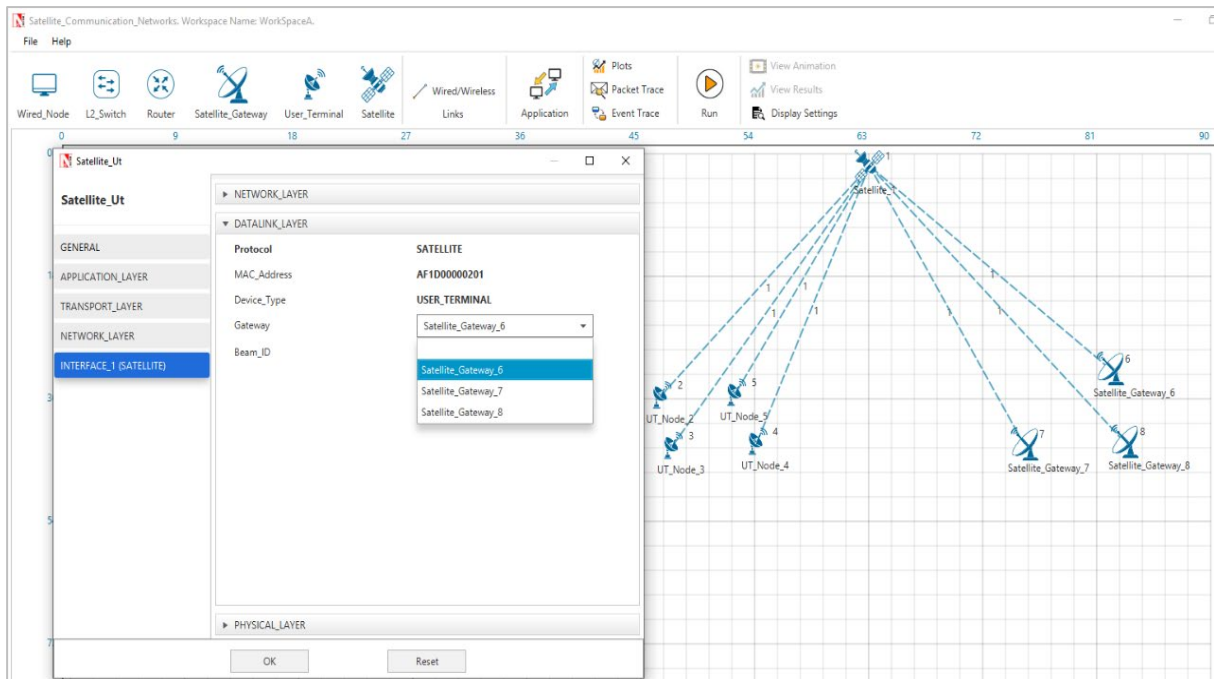 Satellite_Communication_Networks. Workspace Name: WorkSpaceA.
File Help
Wired_Node L2_Switch Router Satellite_Gateway User_Terminal Satellite
Wired/Wireless
Links
Application
Plots
Packet Trace
Event Trace
Run
View Animation
View Results
Display Settings
0 9 18 27 36 45 54 63 72 81 90
0
Satellite_Ut
Satellite_Ut
GENERAL
APPLICATION_LAYER
TRANSPORT_LAYER
NETWORK_LAYER
INTERFACE_1 (SATELLITE)
NETWORK_LAYER
DATALINK_LAYER
Protocol SATELLITE
MAC_Address AF1D00000201
Device_Type USER_TERMINAL
Gateway Satellite_Gateway_6
Beam_ID
Satellite_Gateway_6
Satellite_Gateway_7
Satellite_Gateway_8
PHYSICAL_LAYER
OK Reset
1
1
1
1
1
1
1
2
UT_Node_2
3
UT_Node_3
5
UT_Node_5
4
UT_Node_4
6
Satellite_Gateway_6
7
Satellite_Gateway_7
8
Satellite_Gateway_8